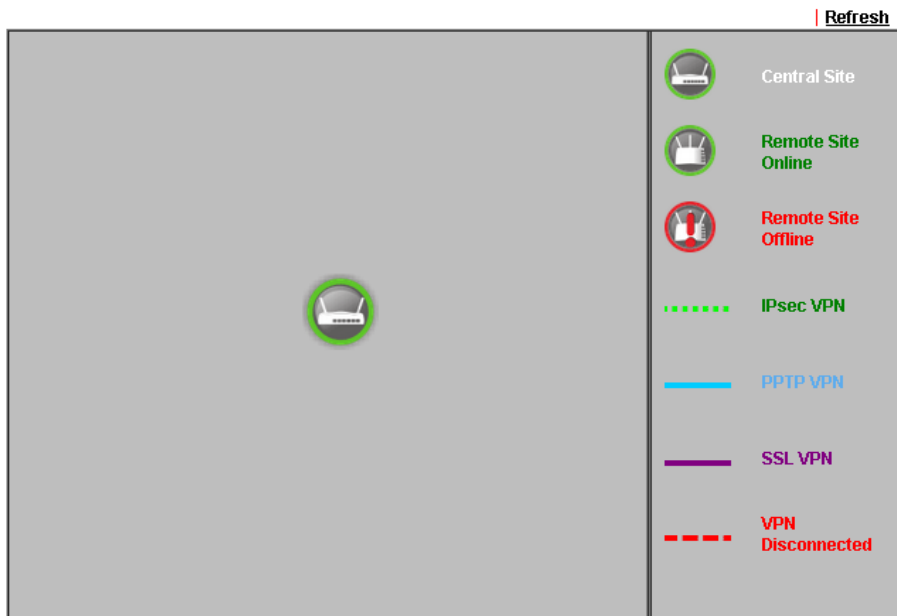 Refresh
Central Site
Remote Site
Online
Remote Site
Offline
IPsec VPN
PPTP VPN
SSL VPN
VPN
Disconnected